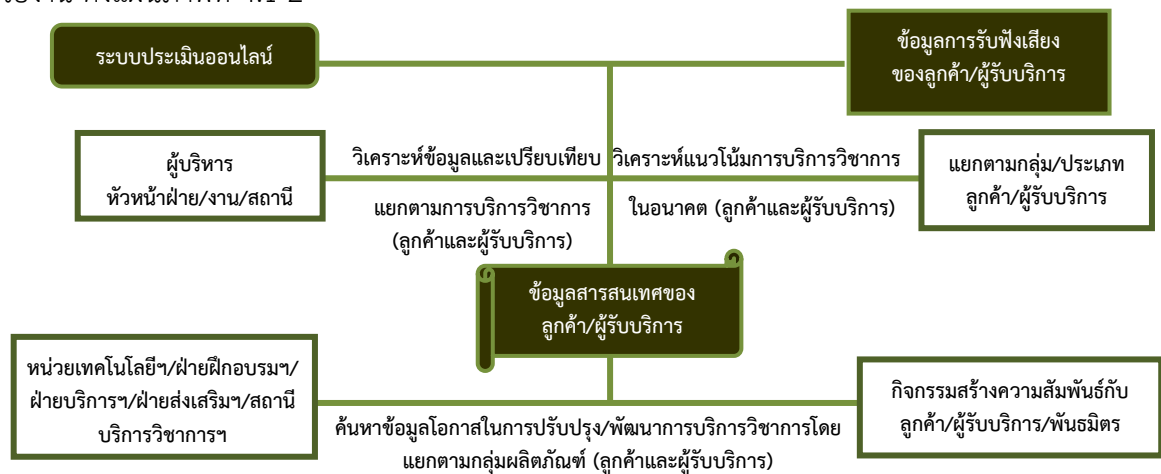 ระบบประเมินออนไลน์
ข้อมูลการรับฟังเสียง
ของลูกค้า/ผู้รับบริการ
ผู้บริหาร
หัวหน้าฝ่าย/งาน/สถานี
วิเคราะห์ข้อมูลและเปรียบเทียบ
แยกตามการบริการวิชาการ
(ลูกค้าและผู้รับบริการ)
วิเคราะห์แนวโน้มการบริการวิชาการ
ในอนาคต (ลูกค้าและผู้รับบริการ)
แยกตามกลุ่ม/ประเภท
ลูกค้า/ผู้รับบริการ
ข้อมูลสารสนเทศของ
ลูกค้า/ผู้รับบริการ
หน่วยเทคโนโลยีฯ/ฝ่ายฝึกอบรมฯ/
ฝ่ายบริการฯ/ฝ่ายส่งเสริมฯ/สถานี
บริการวิชาการฯ
ค้นหาข้อมูลโอกาสในการปรับปรุง/พัฒนาการบริการวิชาการโดย
แยกตามกลุ่มผลิตภัณฑ์ (ลูกค้าและผู้รับบริการ)
กิจกรรมสร้างความสัมพันธ์กับ
ลูกค้า/ผู้รับบริการ/พันธมิตร